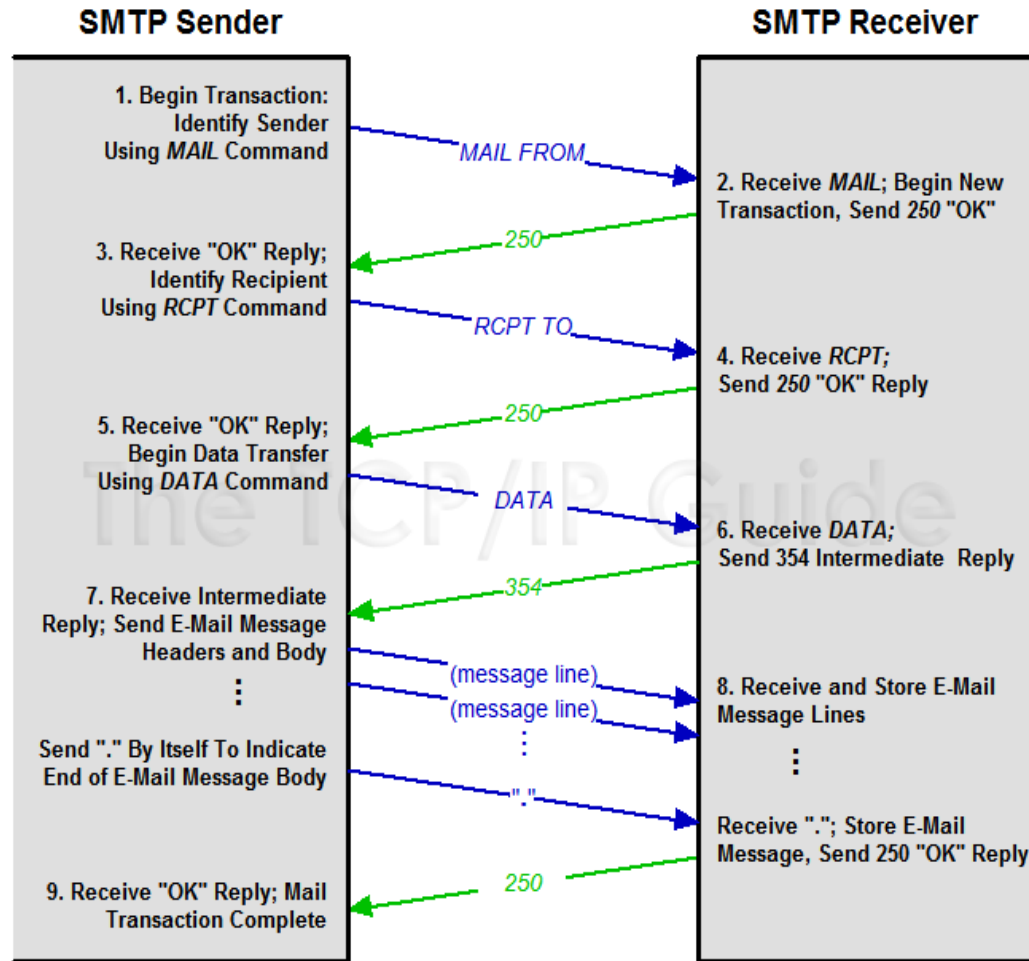 SMTP Sender
SMTP Receiver
1. Begin Transaction:
Identify Sender
Using MAIL Command
MAIL FROM
2. Receive MAIL; Begin New
Transaction, Send 250 "OK"
250
3. Receive "OK" Reply;
Identify Recipient
Using RCPT Command
RCPT TO
4. Receive RCPT;
Send 250 "OK" Reply
250
5. Receive "OK" Reply;
Begin Data Transfer
Using DATA Command
The TCP/IP Guide
DATA
6. Receive DATA;
Send 354 Intermediate Reply
354
7. Receive Intermediate
Reply; Send E-Mail Message
Headers and Body
⋮
(message line)
(message line)
⋮
8. Receive and Store E-Mail
Message Lines
⋮
Send "." By Itself To Indicate
End of E-Mail Message Body
"."
Receive "."; Store E-Mail
Message, Send 250 "OK" Reply
250
9. Receive "OK" Reply; Mail
Transaction Complete